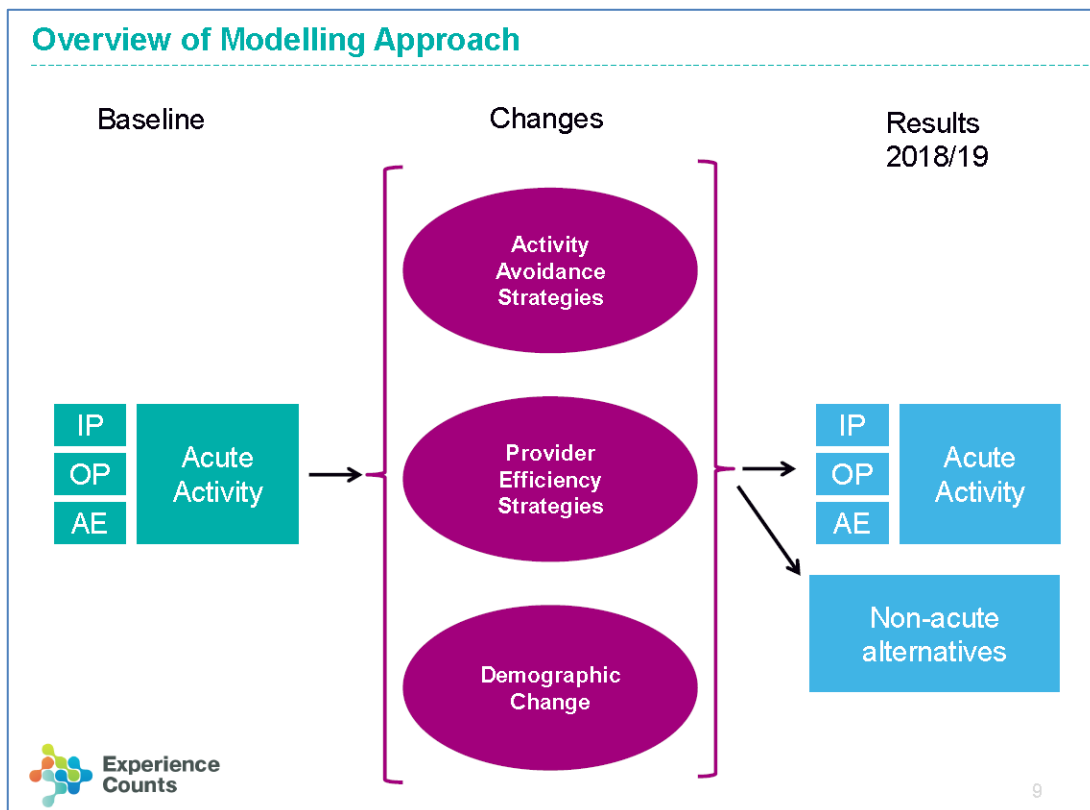 Overview of Modelling Approach
Baseline
Changes
Results
2018/19
Activity
Avoidance
Strategies
IP
OP
AE
Acute
Activity
Provider
Efficiency
Strategies
IP
OP
AE
Acute
Activity
Non-acute
alternatives
Demographic
Change
Experience
Counts
9